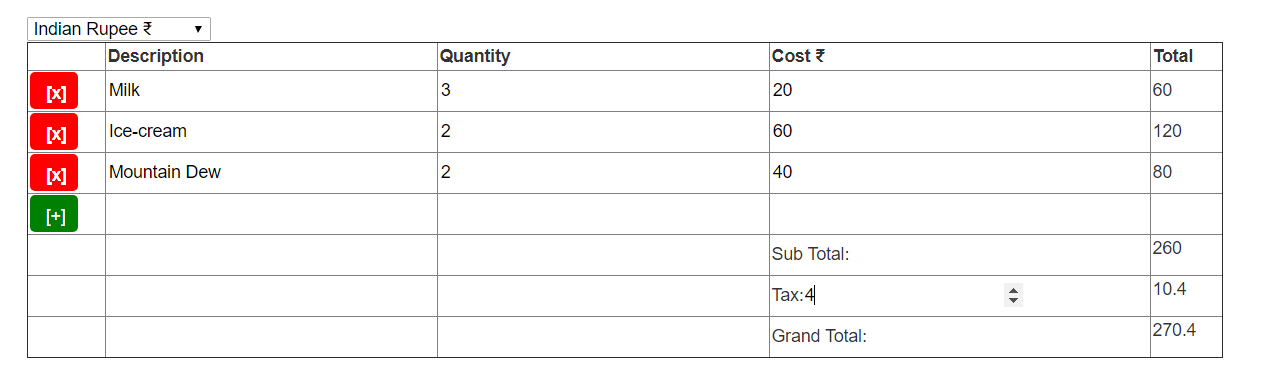 Indian Rupee ₹
Description Quantity Cost ₹ Total
[x] Milk 3 20 60
[x] Ice-cream 2 60 120
[x] Mountain Dew 2 40 80
[+]
Sub Total: 260
Tax:4 10.4
Grand Total: 270.4